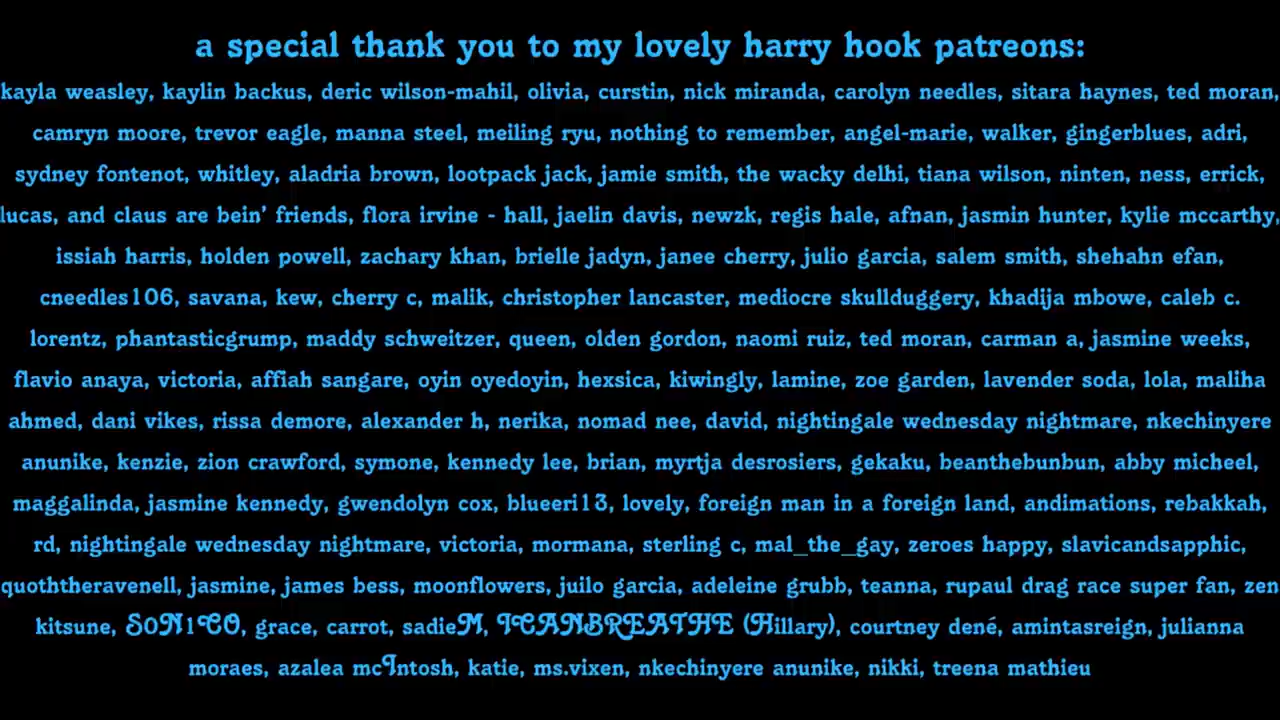 a special thank you to my lovely harry hook patreons:
kayla weasley, kaylin backus, deric wilson-mahil, olivia, curstin, nick miranda, carolyn needles, sitara haynes, ted moran,
camryn moore, trevor eagle, manna steel, meiling ryu, nothing to remember, angel-marie, walker, gingerblues, adri,
sydney fontenot, whitley, aladria brown, lootpack jack, jamie smith, the wacky delhi, tiana wilson, ninten, ness, errick,
lucas, and claus are bein' friends, flora irvine - hall, jaelin davis, newzk, regis hale, afnan, jasmin hunter, kylie mccarthy,
issiah harris, holden powell, zachary khan, brielle jadyn, janee cherry, julio garcia, salem smith, shehahn efan,
cneedles106, savana, kew, cherry c, malik, christopher lancaster, mediocre skullduggery, khadija mbowe, caleb c.
lorentz, phantasticgrump, maddy schweitzer, queen, olden gordon, naomi ruiz, ted moran, carman a, jasmine weeks,
flavio anaya, victoria, affiah sangare, oyin oyedoyin, hexsica, kiwingly, lamine, zoe garden, lavender soda, lola, maliha
ahmed, dani vikes, rissa demore, alexander h, nerika, nomad nee, david, nightingale wednesday nightmare, nkechinyere
anunike, kenzie, zion crawford, symone, kennedy lee, brian, myrtja desrosiers, gekaku, beanthebunbun, abby micheel,
maggalinda, jasmine kennedy, gwendolyn cox, blueeri13, lovely, foreign man in a foreign land, andimations, rebakkah,
rd, nightingale wednesday nightmare, victoria, mormana, sterling c, mal_the_gay, zeroes happy, slavicandsapphic,
quoththeravenell, jasmine, james bess, moonflowers, juilo garcia, adeleine grubb, teanna, rupaul drag race super fan, zen
kitsune, S0N1CO, grace, carrot, sadieM, ICANBREATHE (Hillary), courtney dené, amintasreign, julianna
moraes, azalea mcIntosh, katie, ms.vixen, nkechinyere anunike, nikki, treena mathieu